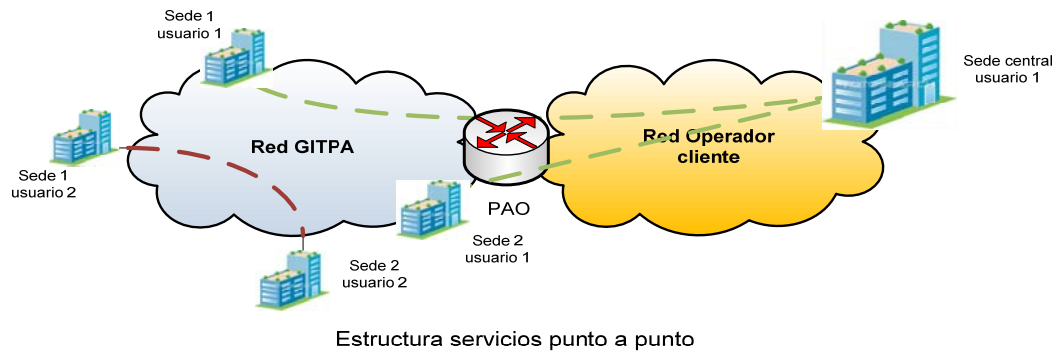 Sede 1
usuario 1
Sede central
usuario 1
Red GITPA
Red Operador
cliente
Sede 1
usuario 2
PAO
Sede 2
usuario 1
Sede 2
usuario 2
Estructura servicios punto a punto